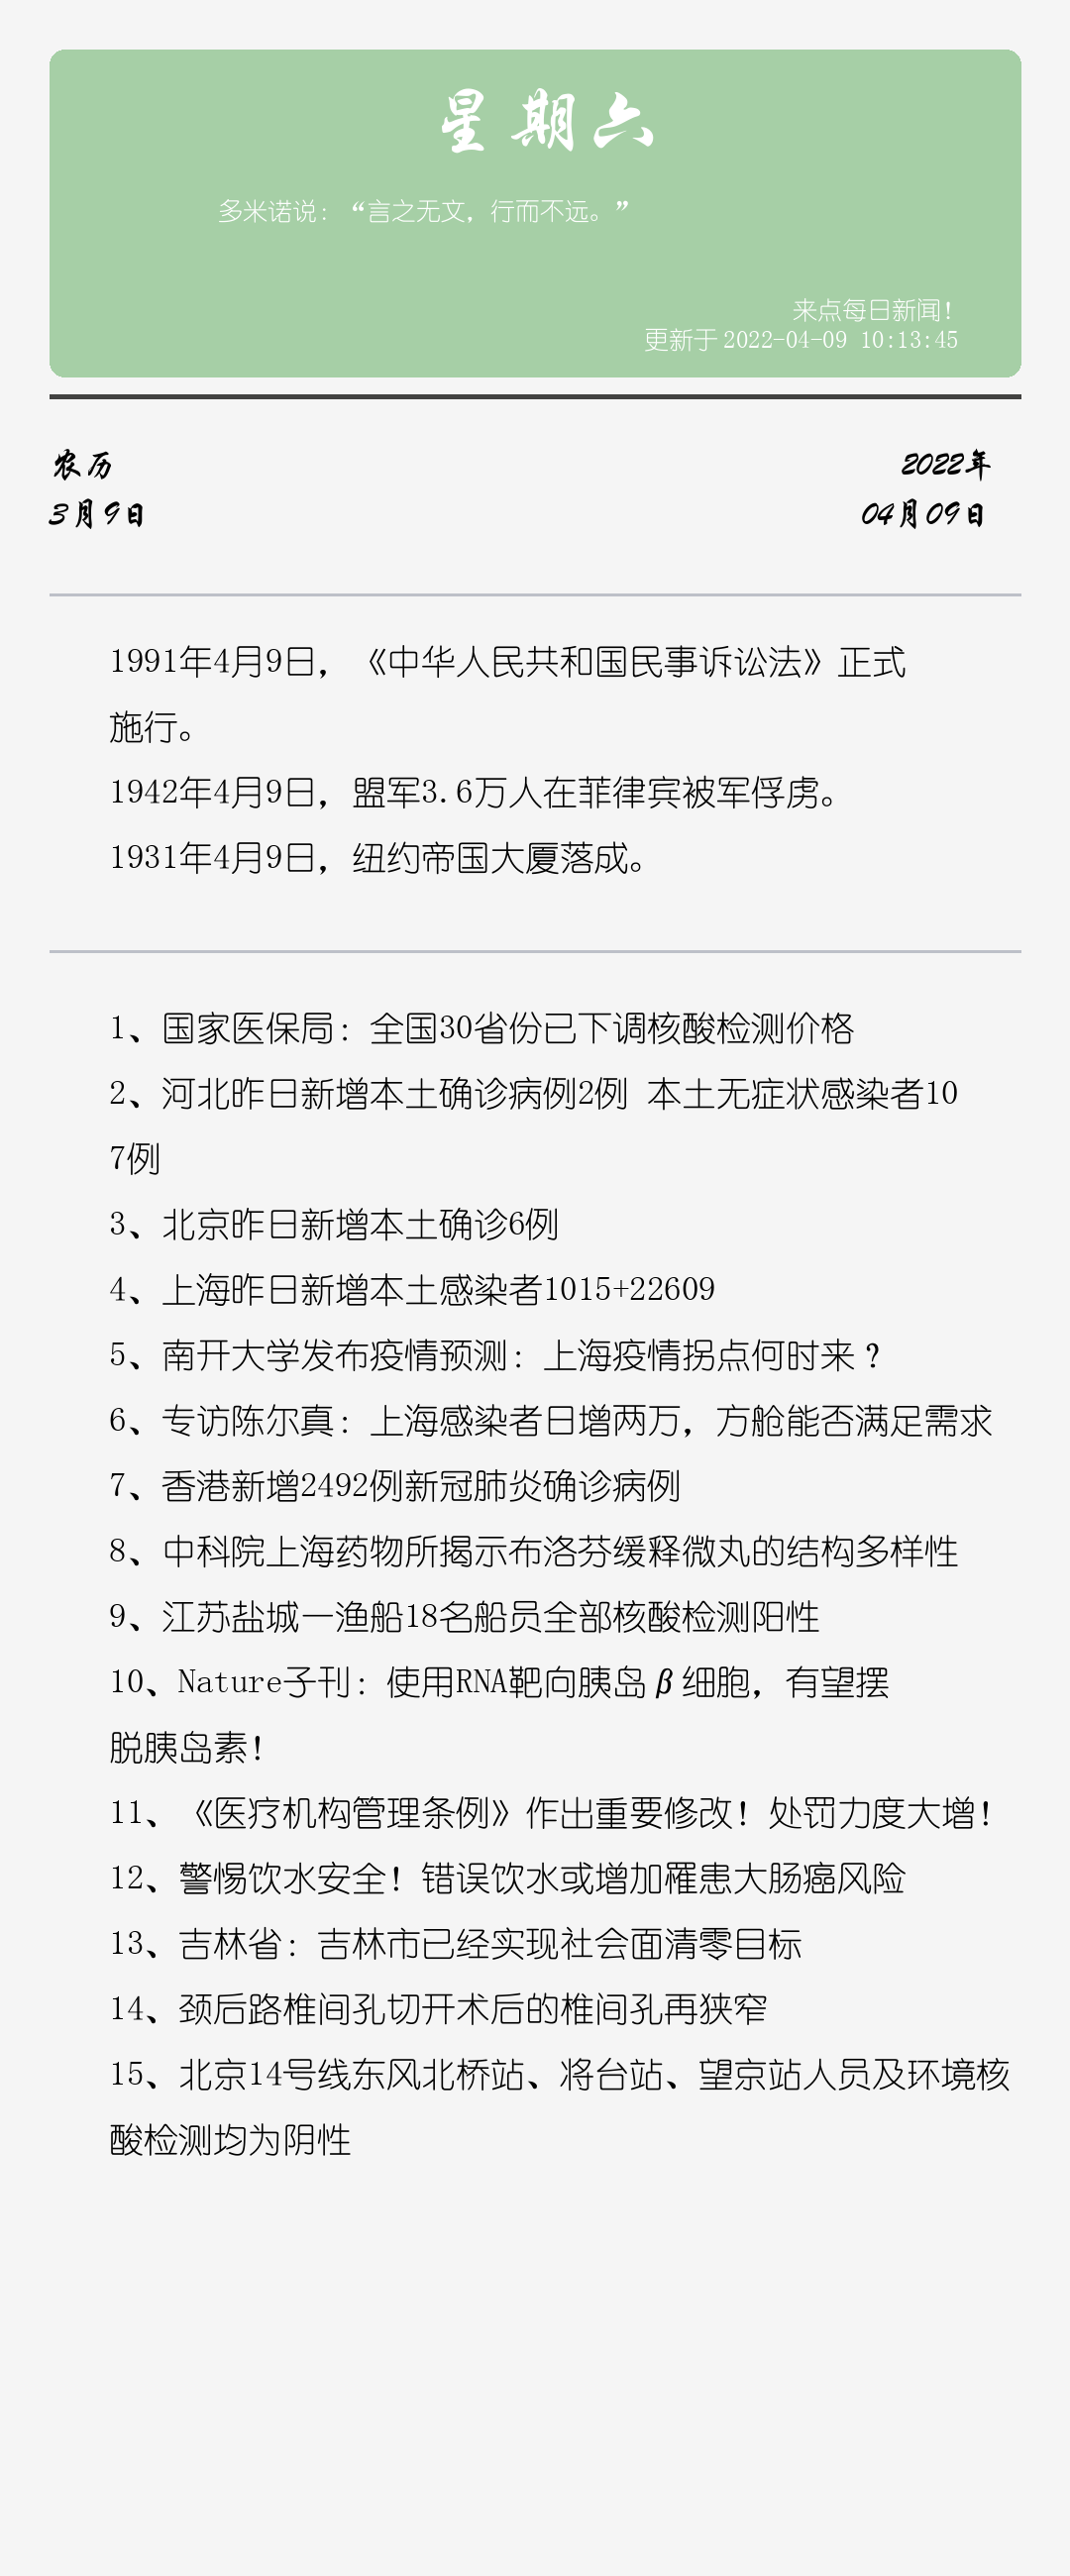 星期六
多米诺说：“言之无文，行而不远。”
来点每日新闻！
更新于2022-04-09 10:13:45
农历
2022年
3月9日
04月09日
1991年4月9日，《中华人民共和国民事诉讼法》正式
施行。
1942年4月9日，盟军3.6万人在菲律宾被军俘虏。
1931年4月9日，纽约帝国大厦落成。
1、国家医保局：全国30省份已下调核酸检测价格
2、河北昨日新增本土确诊病例2例 本土无症状感染者10
7例
3、北京昨日新增本土确诊6例
4、上海昨日新增本土感染者1015+22609
5、南开大学发布疫情预测：上海疫情拐点何时来？
6、专访陈尔真：上海感染者日增两万，方舱能否满足需求
7、香港新增2492例新冠肺炎确诊病例
8、中科院上海药物所揭示布洛芬缓释微丸的结构多样性
9、江苏盐城一渔船18名船员全部核酸检测阳性
10、Nature子刊：使用RNA靶向胰岛β细胞，有望摆
脱胰岛素！
11、《医疗机构管理条例》作出重要修改！处罚力度大增！
12、警惕饮水安全！错误饮水或增加罹患大肠癌风险
13、吉林省：吉林市已经实现社会面清零目标
14、颈后路椎间孔切开术后的椎间孔再狭窄
15、北京14号线东风北桥站、将台站、望京站人员及环境核
酸检测均为阴性